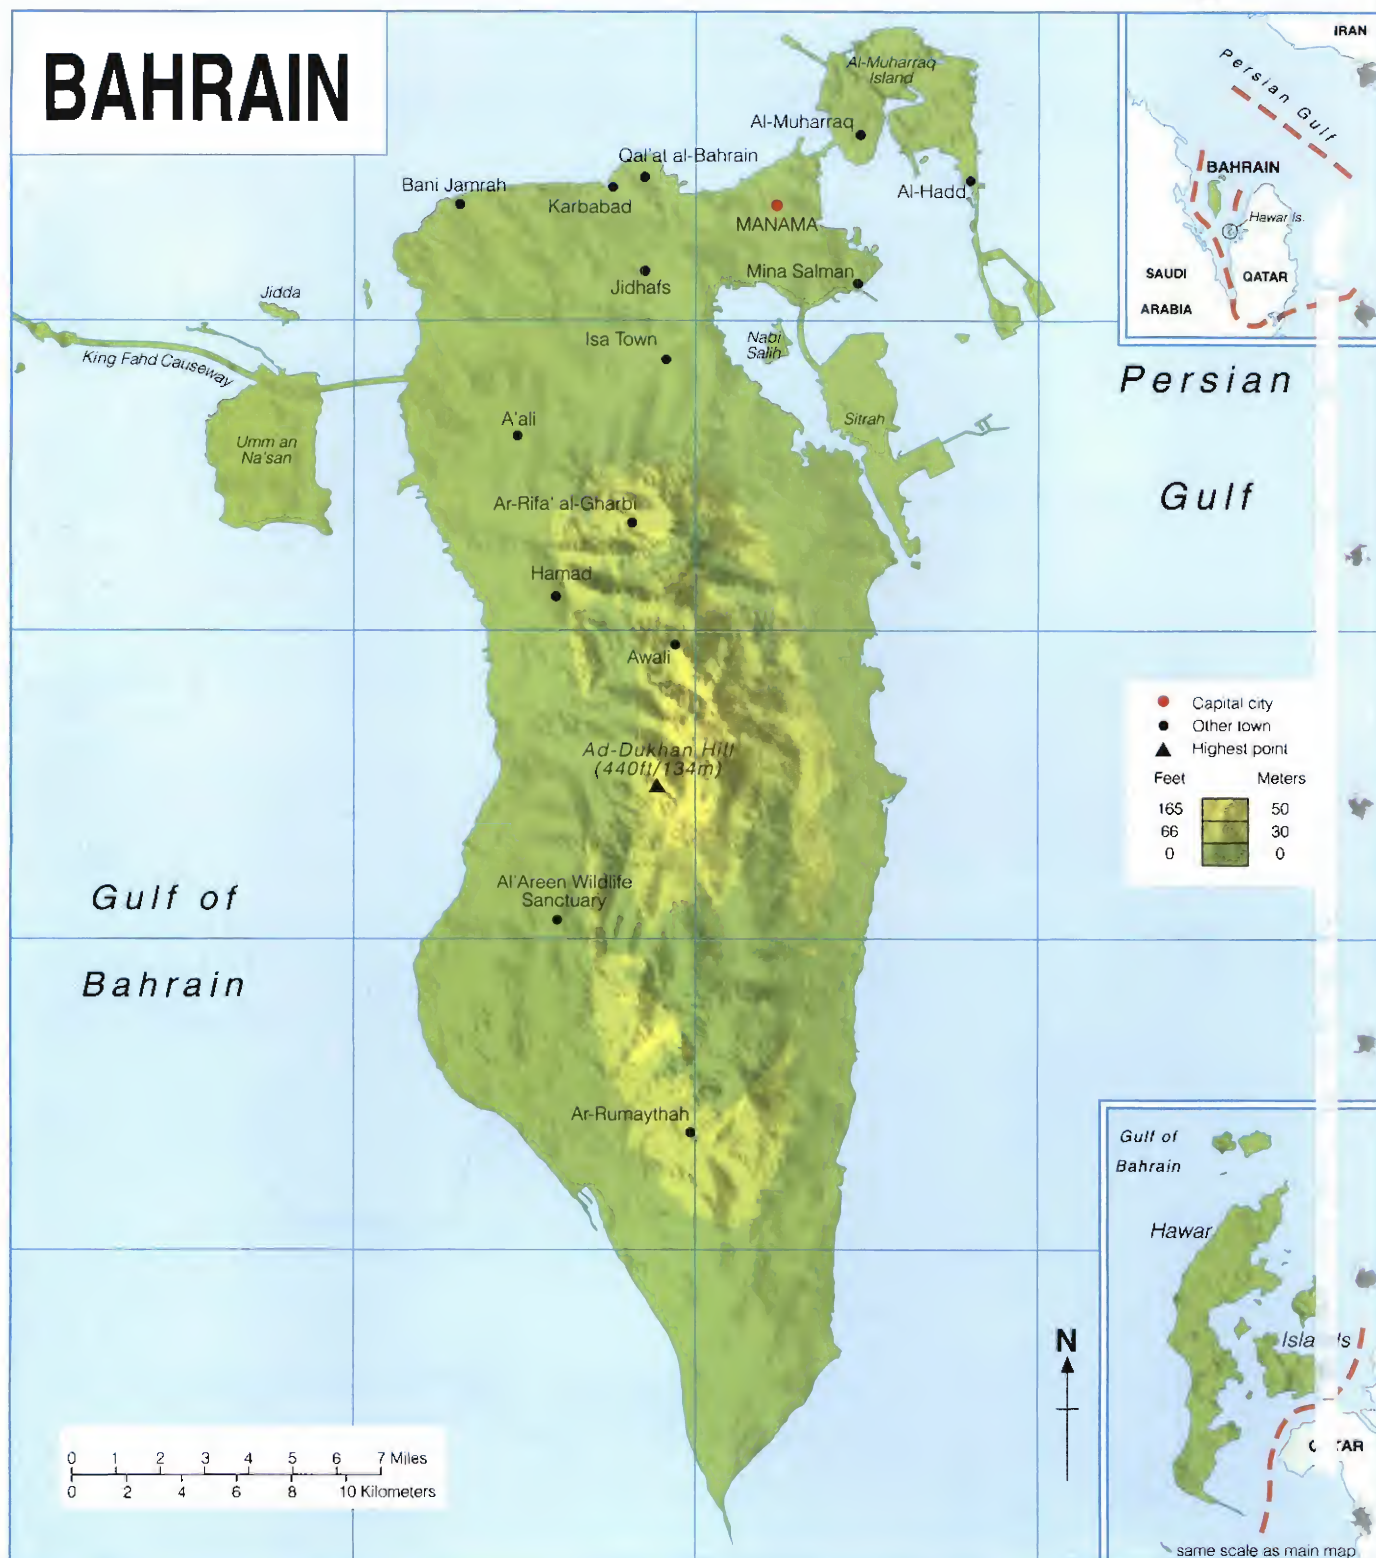 BAHRAIN
IRAN
Persian Gulf
BAHRAIN
Hawar Is.
SAUDI
ARABIA
QATAR
Al-Muharraq
Island
Al-Muharraq
Qal'at al-Bahrain
Bani Jamrah
Karbabad
Al-Hadd
MANAMA
Mina Salman
Jidhafs
Jidda
Isa Town
Nabi
Salih
King Fahd Causeway
Persian
Gulf
A'ali
Sitrah
Umm an
Na'san
Ar-Rifa' al-Gharbi
Hamad
Awali
Ad-Dukhan Hill
(440ft/134m)
Capital city
Other town
Highest point
Feet Meters
165 50
66 30
0 0
Al'Areen Wildlife
Sanctuary
Gulf of
Bahrain
Ar-Rumaythah
Gulf of
Bahrain
Hawar
N
0 1 2 3 4 5 6 7 Miles
0 2 4 6 8 10 Kilometers
same scale as main map